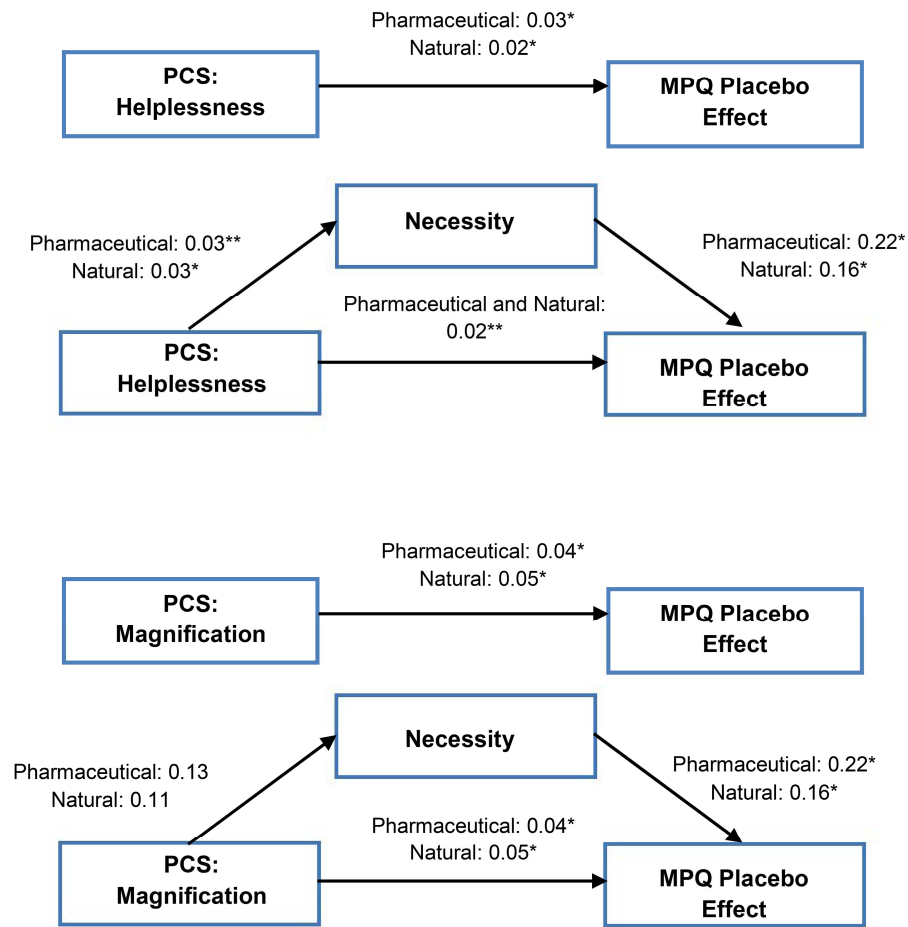 Pharmaceutical: 0.03*
Natural: 0.02*
PCS:
Helplessness
MPQ Placebo
Effect
Necessity
Pharmaceutical: 0.03**
Natural: 0.03*
Pharmaceutical: 0.22*
Natural: 0.16*
Pharmaceutical and Natural:
0.02**
PCS:
Helplessness
MPQ Placebo
Effect
Pharmaceutical: 0.04*
Natural: 0.05*
PCS:
Magnification
MPQ Placebo
Effect
Necessity
Pharmaceutical: 0.13
Natural: 0.11
Pharmaceutical: 0.22*
Natural: 0.16*
Pharmaceutical: 0.04*
Natural: 0.05*
PCS:
Magnification
MPQ Placebo
Effect